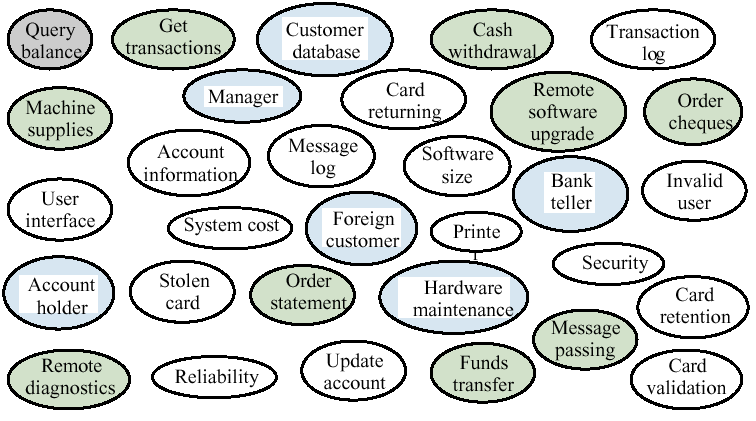 Query
balance
Get
transactions
Customer
database
Cash
withdrawal
Transaction
log
Machine
supplies
Manager
Card
returning
Remote
software
upgrade
Order
cheques
Account
information
Message
log
Software
size
Bank
teller
Invalid
user
User
interface
System cost
Foreign
customer
Printe
r
Security
Account
holder
Stolen
card
Order
statement
Hardware
maintenance
Card
retention
Message
passing
Remote
diagnostics
Reliability
Update
account
Funds
transfer
Card
validation